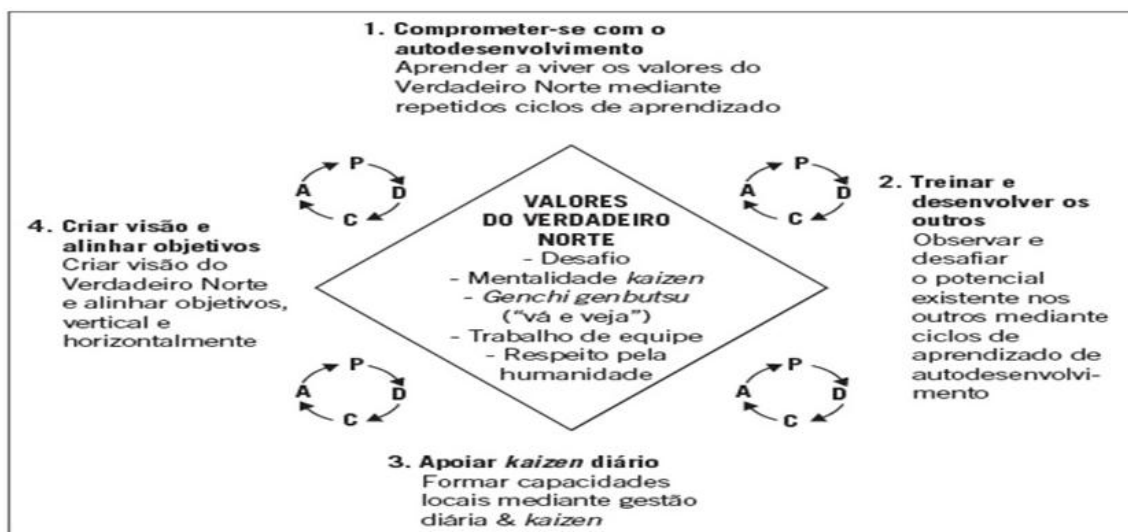 1. Comprometer-se com o
autodesenvolvimento
Aprender a viver os valores do
Verdadeiro Norte mediante
repetidos ciclos de aprendizado
P
D
C
A
P
D
C
A
2. Treinar e
desenvolver os
outros
Observar e
desafiar
o potencial
existente nos
outros mediante
ciclos de
aprendizado de
autodesenvolvi-
mento
VALORES
DO VERDADEIRO
NORTE
- Desafio
- Mentalidade kaizen
- Genchi genbutsu
("vá e veja")
- Trabalho de equipe
- Respeito pela
humanidade
4. Criar visão e
alinhar objetivos
Criar visão do
Verdadeiro Norte
e alinhar objetivos,
vertical e
horizontalmente
P
D
C
A
P
D
C
A
3. Apoiar kaizen diário
Formar capacidades
locais mediante gestão
diária & kaizen